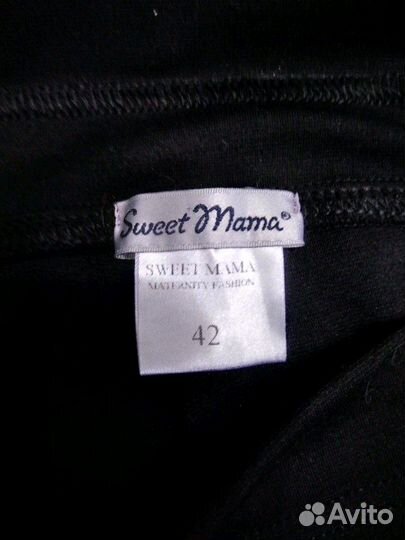 Sweet Mama®
SWEET MAMA
MATERNITY FASHION
42
Avito